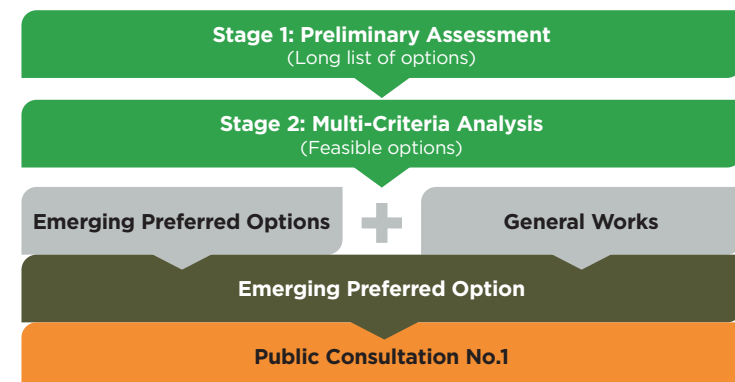 Stage 1: Preliminary Assessment
(Long list of options)
Stage 2: Multi-Criteria Analysis
(Feasible options)
Emerging Preferred Options
+
General Works
Emerging Preferred Option
Public Consultation No.1